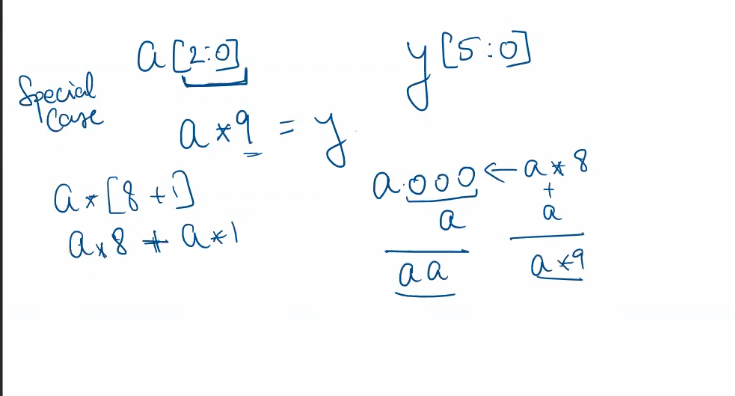 a[2:0]
y[5:0]
Special
Case
a*9 = y
a*[8+1]
a*8 + a*1
a.000 ← a*8
+
a
a
aa
a*9